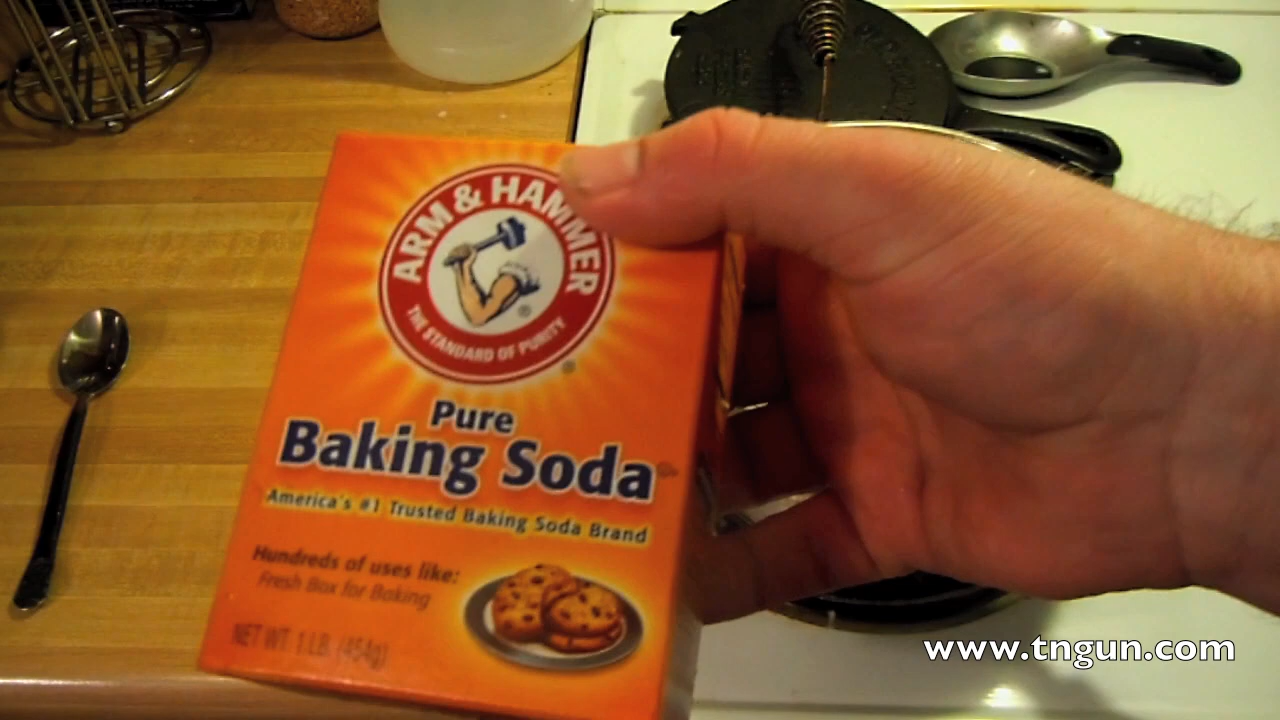 ARM & HAMMER
THE STANDARD OF PURITY
®
®
Pure
Baking Soda
America's #1 Trusted Baking Soda Brand
Hundreds of uses like:
Fresh Box for Baking
NET WT. 1 LB. (454g)
www.tngun.com